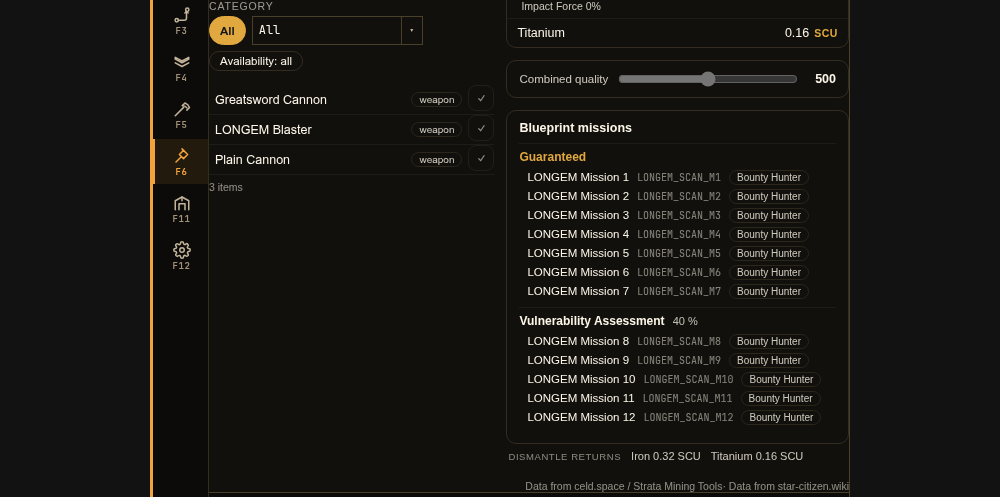 F3
F4
F5
F6
F11
F12
CATEGORY
All
All
Availability: all
Greatsword Cannon weapon
LONGEM Blaster weapon
Plain Cannon weapon
3 items
Impact Force 0%
Titanium 0.16 SCU
Combined quality 500
Blueprint missions
Guaranteed
LONGEM Mission 1 LONGEM_SCAN_M1 Bounty Hunter
LONGEM Mission 2 LONGEM_SCAN_M2 Bounty Hunter
LONGEM Mission 3 LONGEM_SCAN_M3 Bounty Hunter
LONGEM Mission 4 LONGEM_SCAN_M4 Bounty Hunter
LONGEM Mission 5 LONGEM_SCAN_M5 Bounty Hunter
LONGEM Mission 6 LONGEM_SCAN_M6 Bounty Hunter
LONGEM Mission 7 LONGEM_SCAN_M7 Bounty Hunter
Vulnerability Assessment 40 %
LONGEM Mission 8 LONGEM_SCAN_M8 Bounty Hunter
LONGEM Mission 9 LONGEM_SCAN_M9 Bounty Hunter
LONGEM Mission 10 LONGEM_SCAN_M10 Bounty Hunter
LONGEM Mission 11 LONGEM_SCAN_M11 Bounty Hunter
LONGEM Mission 12 LONGEM_SCAN_M12 Bounty Hunter
DISMANTLE RETURNS Iron 0.32 SCU Titanium 0.16 SCU
Data from celd.space / Strata Mining Tools· Data from star-citizen.wiki